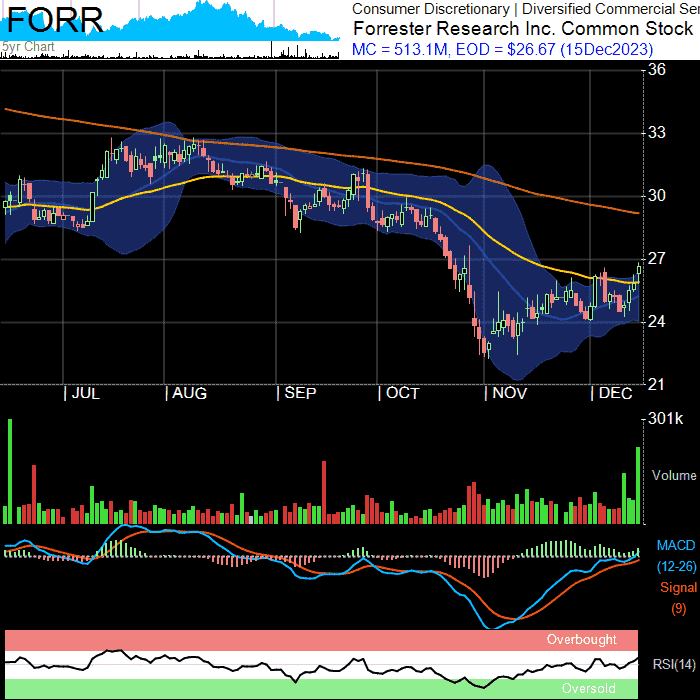 FORR
5yr Chart
Consumer Discretionary | Diversified Commercial Ser
Forrester Research Inc. Common Stock
MC = 513.1M, EOD = $26.67 (15Dec2023)
36
33
30
27
24
21
| JUL | AUG | SEP | OCT | NOV | DEC
301k
Volume
MACD
(12-26)
Signal
(9)
Overbought
RSI(14)
Oversold